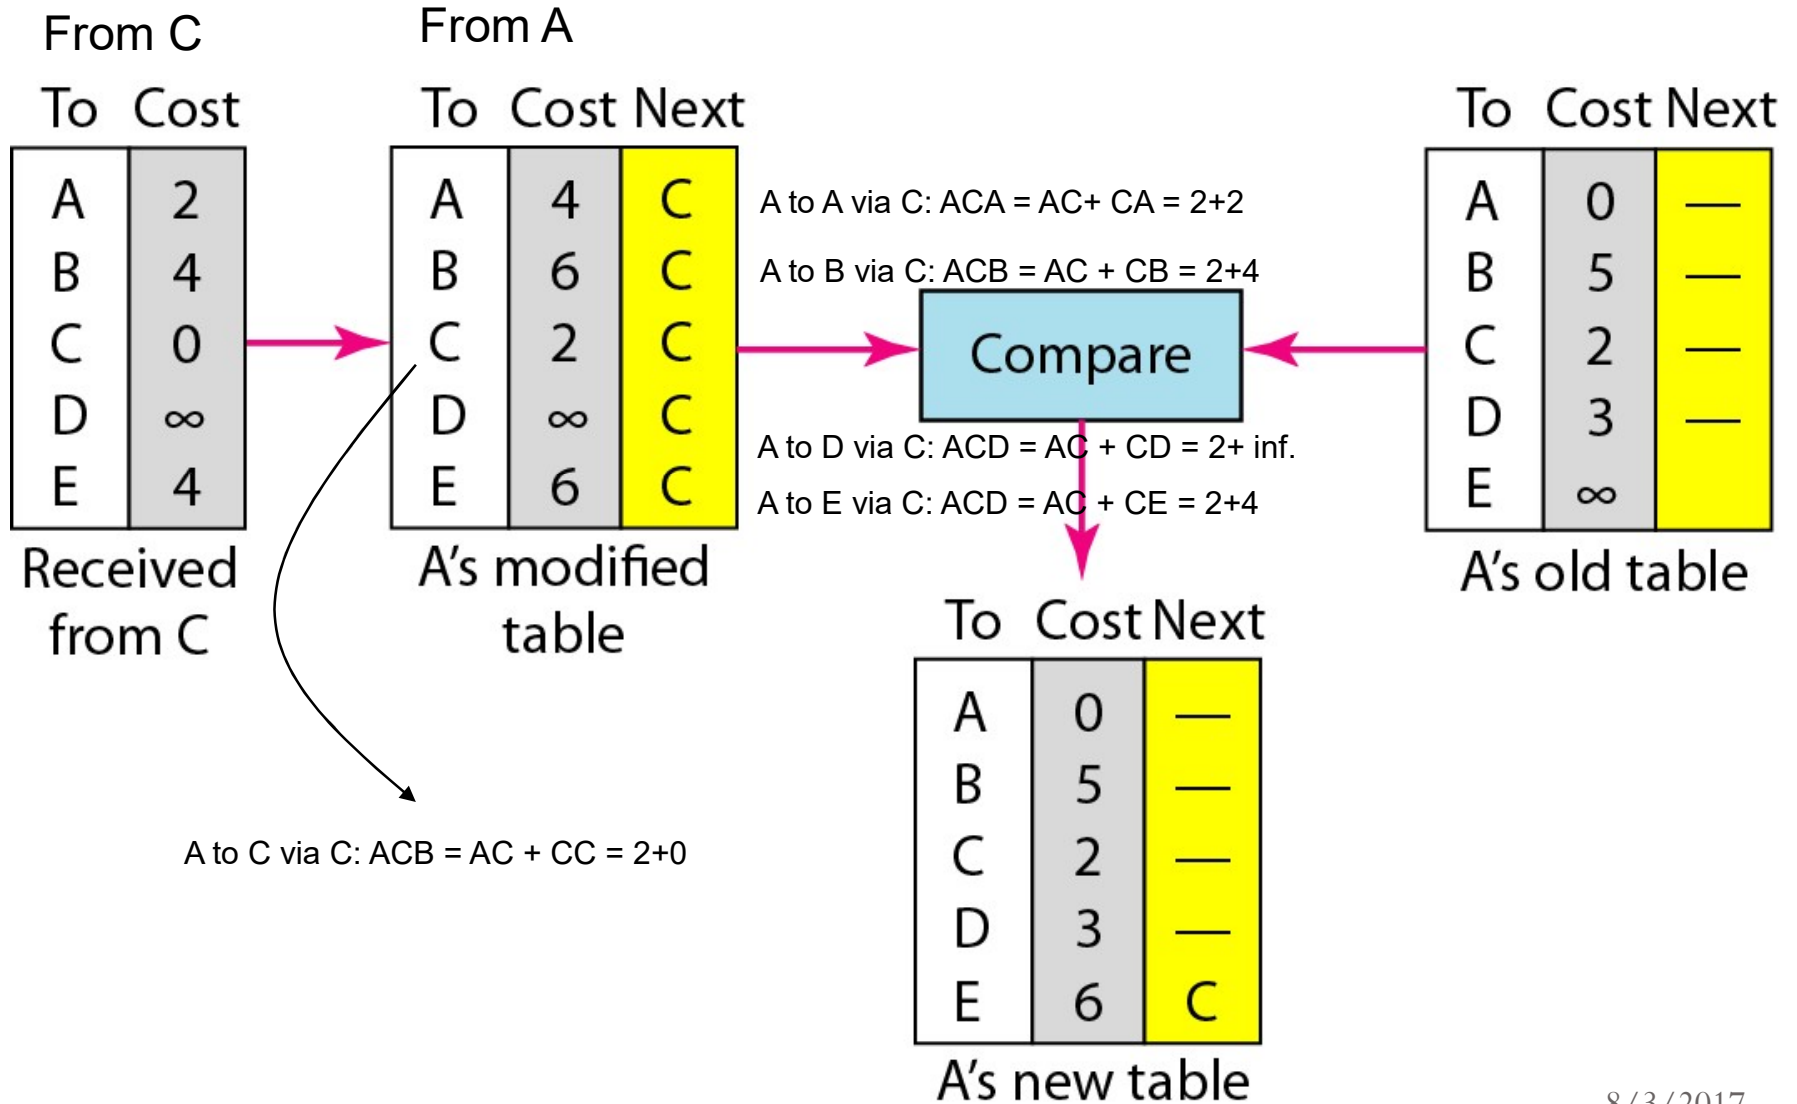 From C
To Cost
A 2
B 4
C 0
D ∞
E 4
Received
from C
From A
To Cost Next
A 4 C
B 6 C
C 2 C
D ∞ C
E 6 C
A's modified
table
A to A via C: ACA = AC+ CA = 2+2
A to B via C: ACB = AC + CB = 2+4
Compare
A to D via C: ACD = AC + CD = 2+ inf.
A to E via C: ACD = AC + CE = 2+4
To Cost Next
A 0 —
B 5 —
C 2 —
D 3 —
E ∞
A's old table
A to C via C: ACB = AC + CC = 2+0
To Cost Next
A 0 —
B 5 —
C 2 —
D 3 —
E 6 C
A's new table
8/3/2017